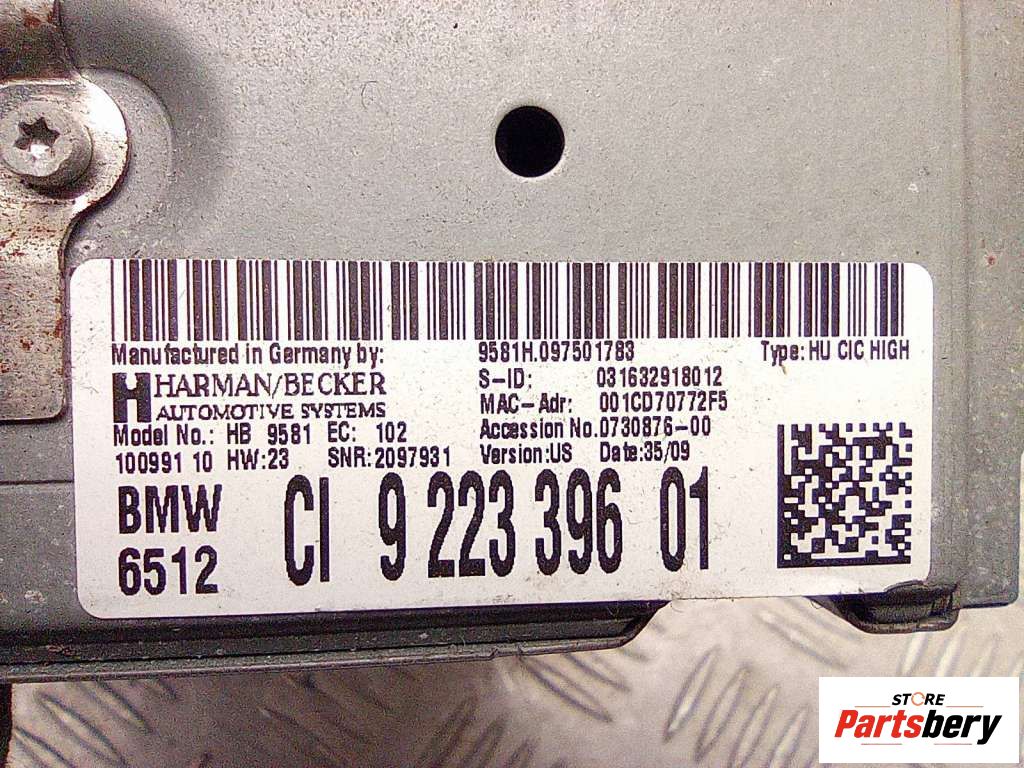 Manufactured in Germany by: 9581H.097501783 Type: HU CIC HIGH
HARMAN/BECKER S-ID: 031632918012
AUTOMOTIVE SYSTEMS MAC-Adr: 001CD70772F5
Model No.: HB 9581 EC: 102 Accession No.0730876-00
100991 10 HW:23 SNR:2097931 Version:US Date:35/09
BMW CI 9 223 396 01
6512
STORE
Partsbery